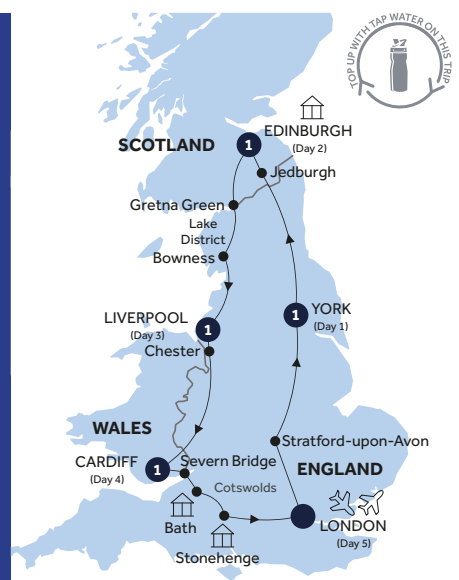 TOP UP WITH TAP WATER ON THIS TRIP
EDINBURGH
(Day 2)
SCOTLAND
1
Jedburgh
Gretna Green
Lake
District
Bowness
LIVERPOOL
(Day 3)
1
YORK
(Day 1)
1
Chester
WALES
Stratford-upon-Avon
CARDIFF
(Day 4)
1
Severn Bridge
ENGLAND
Cotswolds
Bath
LONDON
(Day 5)
Stonehenge